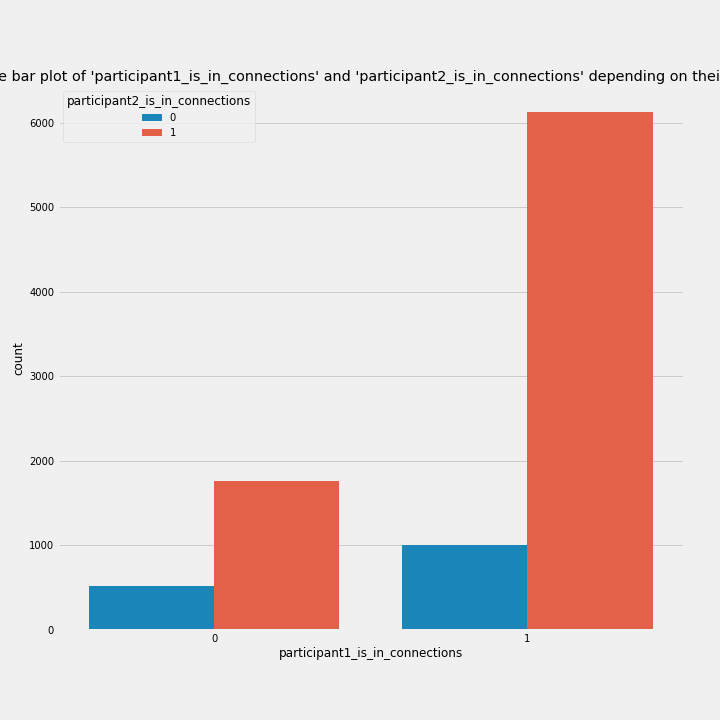 e bar plot of 'participant1_is_in_connections' and 'participant2_is_in_connections' depending on thei
participant2_is_in_connections
0
1
6000
5000
4000
3000
2000
1000
0
count
0 1
participant1_is_in_connections